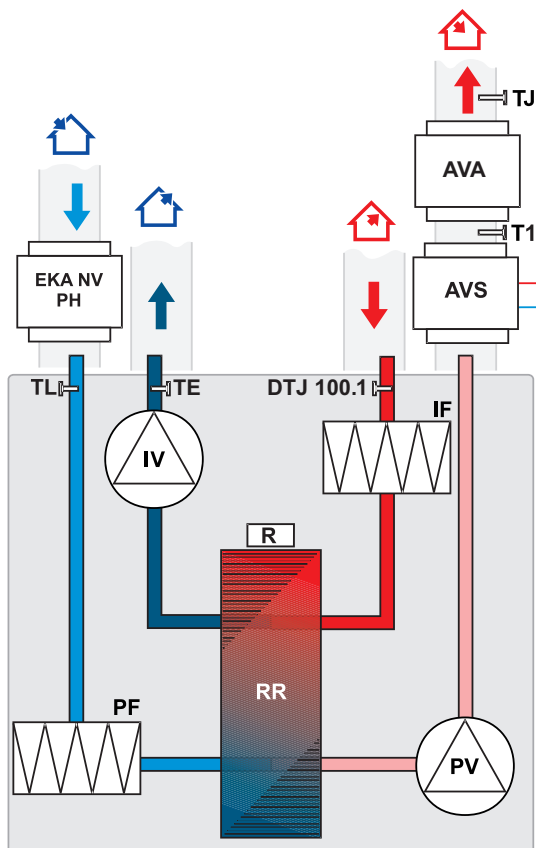 TJ
AVA
T1
EKA NV
PH
AVS
TL
TE
DTJ 100.1
IF
IV
R
RR
PF
PV